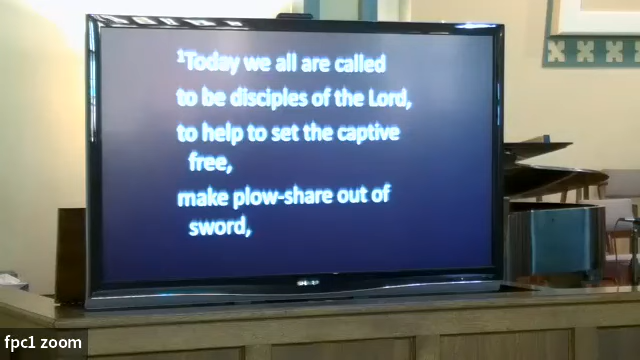 ¹Today we all are called
to be disciples of the Lord,
to help to set the captive
free,
make plow-share out of
sword,
fpc1 zoom